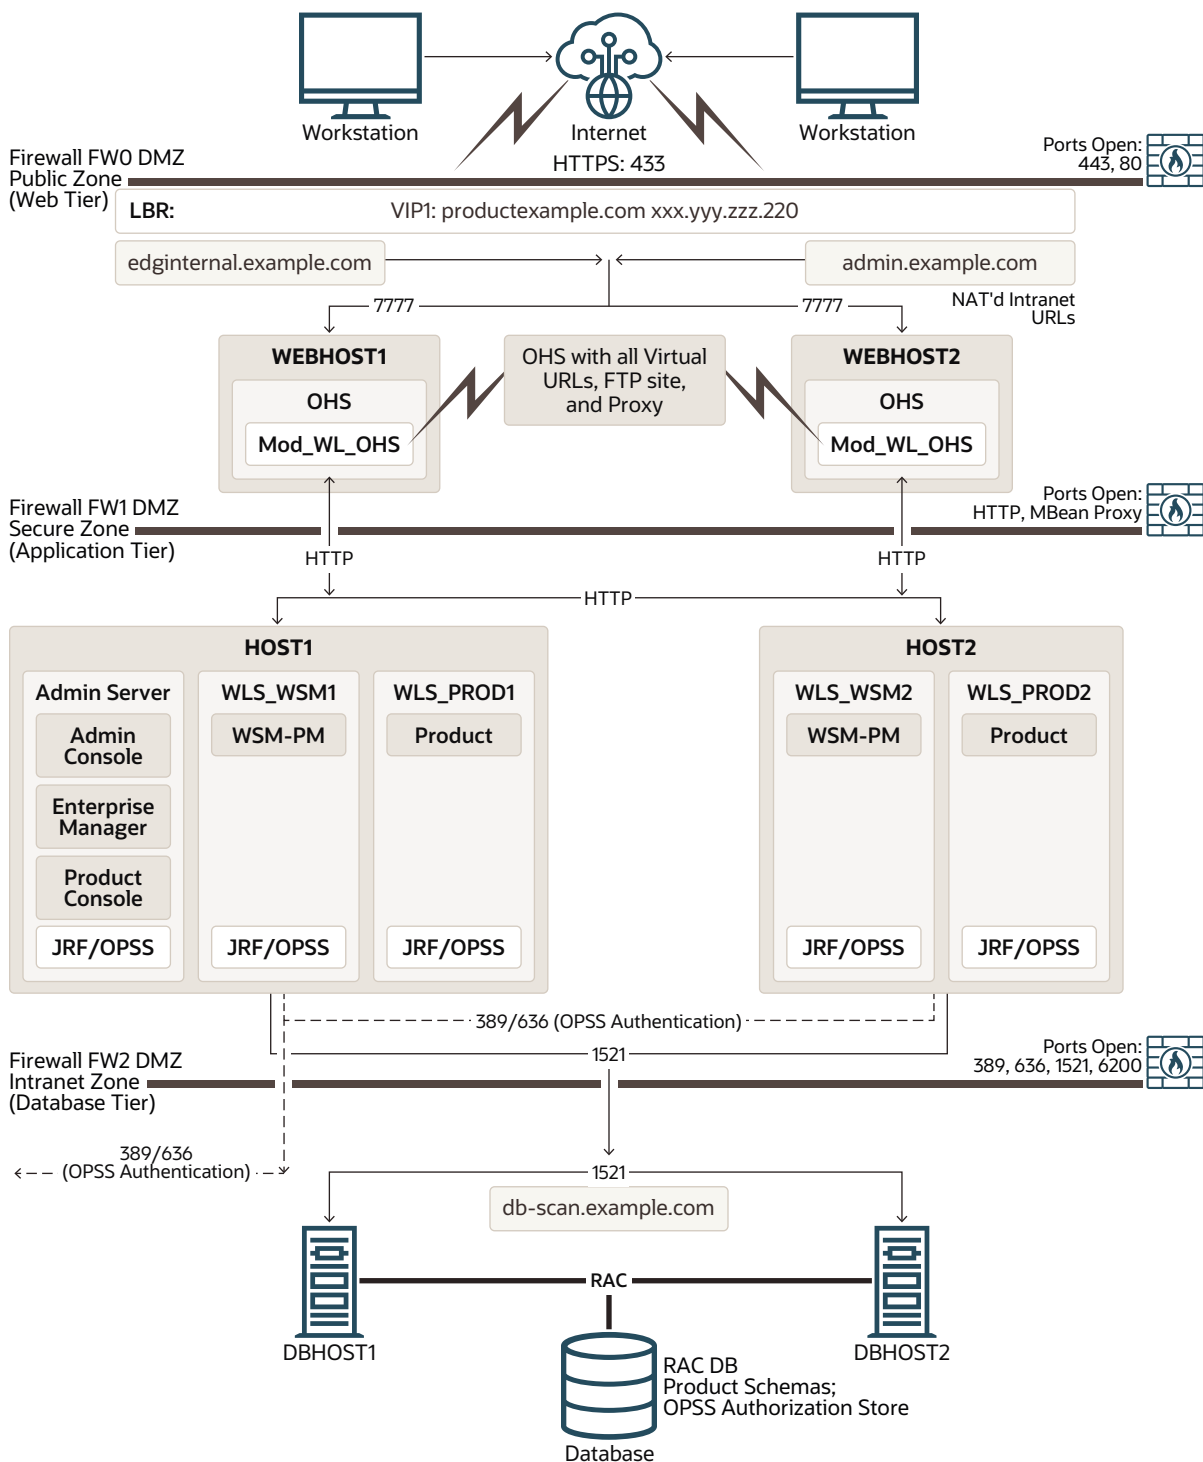 Workstation
Internet
Workstation
HTTPS: 433
Firewall FW0 DMZ
Public Zone
(Web Tier)
Ports Open:
443, 80
LBR:
VIP1: productexample.com xxx.yyy.zzz.220
edginternal.example.com
admin.example.com
NAT'd Intranet
URLs
7777
7777
WEBHOST1
OHS
Mod_WL_OHS
OHS with all Virtual
URLs, FTP site,
and Proxy
WEBHOST2
OHS
Mod_WL_OHS
Firewall FW1 DMZ
Secure Zone
(Application Tier)
Ports Open:
HTTP, MBean Proxy
HTTP
HTTP
HTTP
HOST1
Admin Server
Admin
Console
Enterprise
Manager
Product
Console
JRF/OPSS
WLS_WSM1
WSM-PM
JRF/OPSS
WLS_PROD1
Product
JRF/OPSS
HOST2
WLS_WSM2
WSM-PM
JRF/OPSS
WLS_PROD2
Product
JRF/OPSS
389/636 (OPSS Authentication)
1521
Firewall FW2 DMZ
Intranet Zone
(Database Tier)
Ports Open:
389, 636, 1521, 6200
389/636
(OPSS Authentication)
1521
db-scan.example.com
RAC
DBHOST1
DBHOST2
RAC DB
Product Schemas;
OPSS Authorization Store
Database